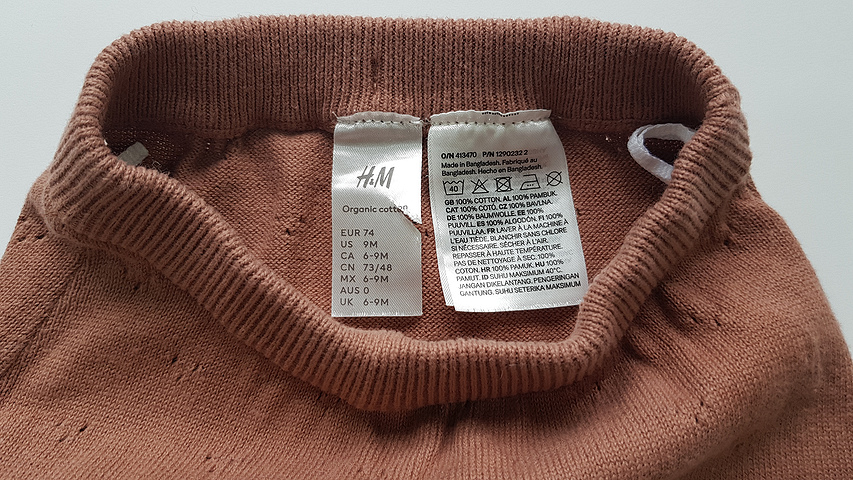 H&M
Organic cotton
EUR 74
US 9M
CA 6-9M
CN 73/48
MX 6-9M
AUS 0
UK 6-9M
O/N 413470 P/N 1290232 2
Made in Bangladesh. Fabriqué au
Bangladesh. Hecho en Bangladesh.
40
GB 100% COTTON. AL 100% PAMBUK.
CAT 100% COTÓ. CZ 100% BAVLNA.
DE 100% BAUMWOLLE. EE 100%
PUUVILL. ES 100% ALGODÓN. FI 100%
PUUVILLAA. FR LAVER À LA MACHINE À
L'EAU TIÈDE, BLANCHIR SANS CHLORE
SI NÉCESSAIRE. SÉCHER À L'AIR.
REPASSER À HAUTE TEMPÉRATURE.
PAS DE NETTOYAGE À SEC.100%
COTON. HR 100% PAMUK. HU 100%
PAMUT. ID SUHU MAKSIMUM 40°C.
JANGAN DIKELANTANG. PENGERINGAN
GANTUNG. SUHU SETERIKA MAKSIMUM